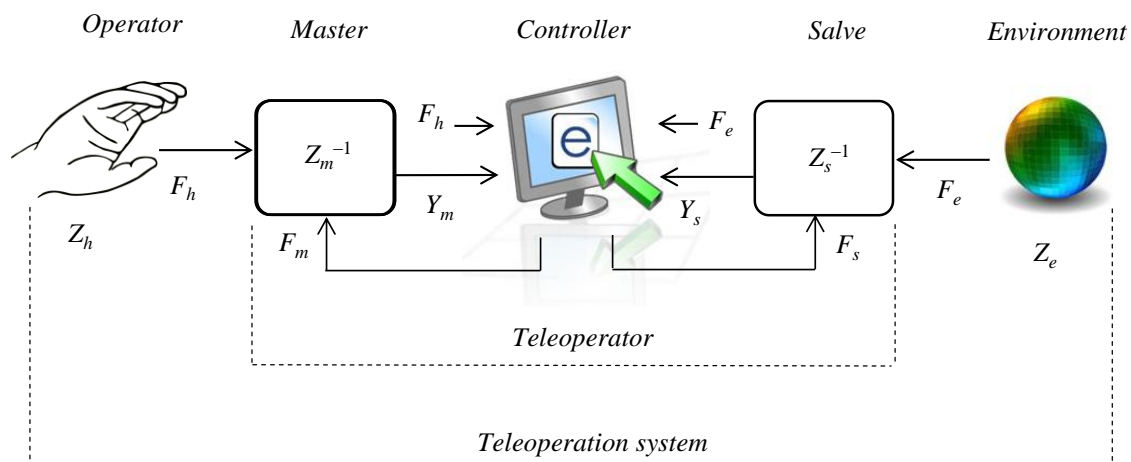 Operator Master Controller Salve Environment
F_h F_e
Z_m^{-1} Z_s^{-1}
e
F_h Y_m Y_s F_e
Z_h F_m F_s Z_e
Teleoperator
Teleoperation system